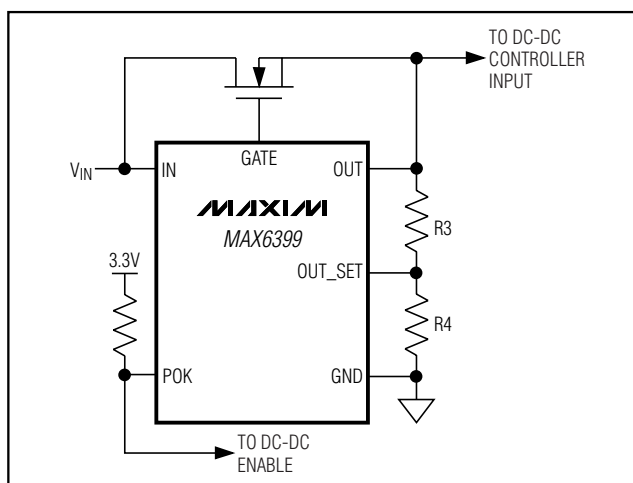 TO DC-DC
CONTROLLER
INPUT
GATE
VIN
IN
OUT
MAXIM
MAX6399
R3
3.3V
OUT_SET
R4
POK
GND
TO DC-DC
ENABLE